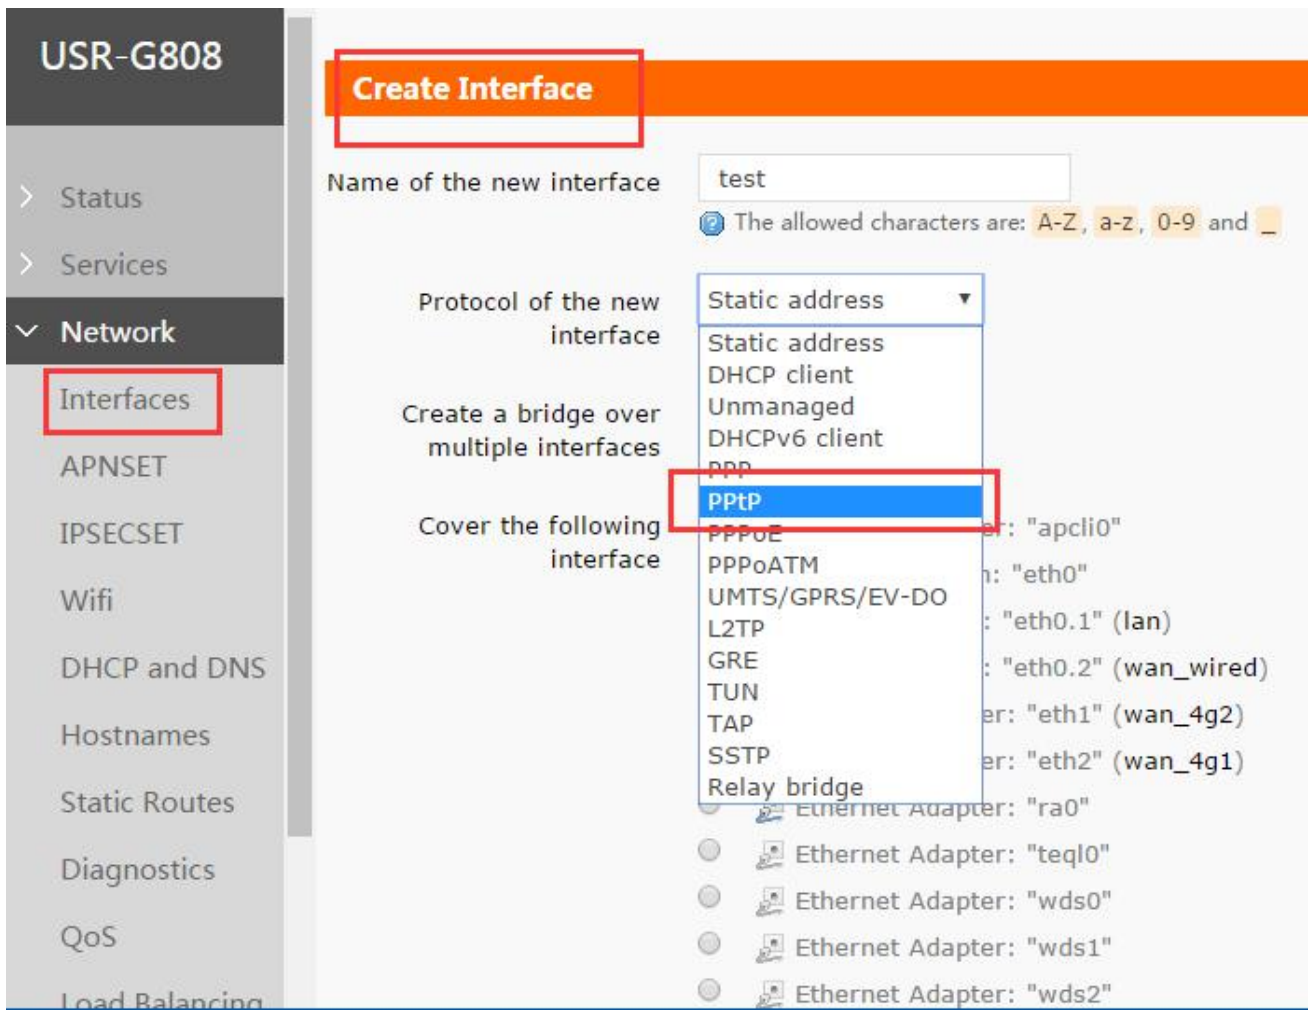 USR-G808
Status
Services
Network
Interfaces
APNSET
IPSECSET
Wifi
DHCP and DNS
Hostnames
Static Routes
Diagnostics
QoS
Load Balancing
Create Interface
Name of the new interface
test
The allowed characters are: A-Z, a-z, 0-9 and _
Protocol of the new
interface
Static address
Static address
DHCP client
Unmanaged
DHCPv6 client
PPP
PPtP
PPPoE
PPPoATM
UMTS/GPRS/EV-DO
L2TP
GRE
TUN
TAP
SSTP
Relay bridge
Create a bridge over
multiple interfaces
Cover the following
interface
er: "apcli0"
h: "eth0"
: "eth0.1" (lan)
: "eth0.2" (wan_wired)
er: "eth1" (wan_4g2)
er: "eth2" (wan_4g1)
Ethernet Adapter: "ra0"
Ethernet Adapter: "teql0"
Ethernet Adapter: "wds0"
Ethernet Adapter: "wds1"
Ethernet Adapter: "wds2"